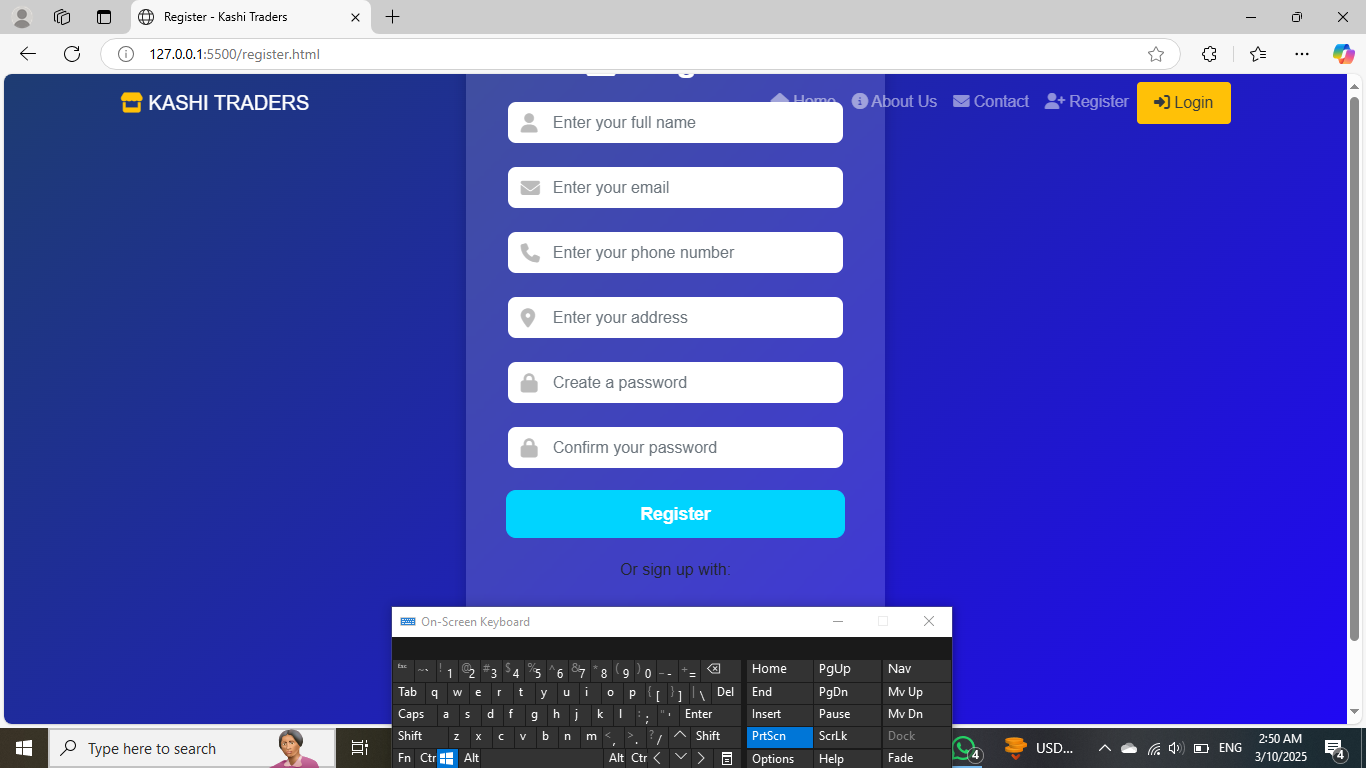 Register - Kashi Traders
127.0.0.1:5500/register.html
KASHI TRADERS
Home About Us Contact Register Login
Enter your full name
Enter your email
Enter your phone number
Enter your address
Create a password
Confirm your password
Register
Or sign up with:
On-Screen Keyboard
Esc ~` !1 @2 #3 $4 %5 ^6 &7 *8 (9 )0 _- += Home PgUp Nav
Tab q w e r t y u i o p {[ }] |\ Del End PgDn Mv Up
Caps a s d f g h j k l :; "' Enter Insert Pause Mv Dn
Shift z x c v b n m <, >. ?/ Shift PrtScn ScrLk Dock
Fn Ctr Alt Alt Ctr Options Help Fade
Type here to search
4
USD...
ENG
2:50 AM
3/10/2025
4